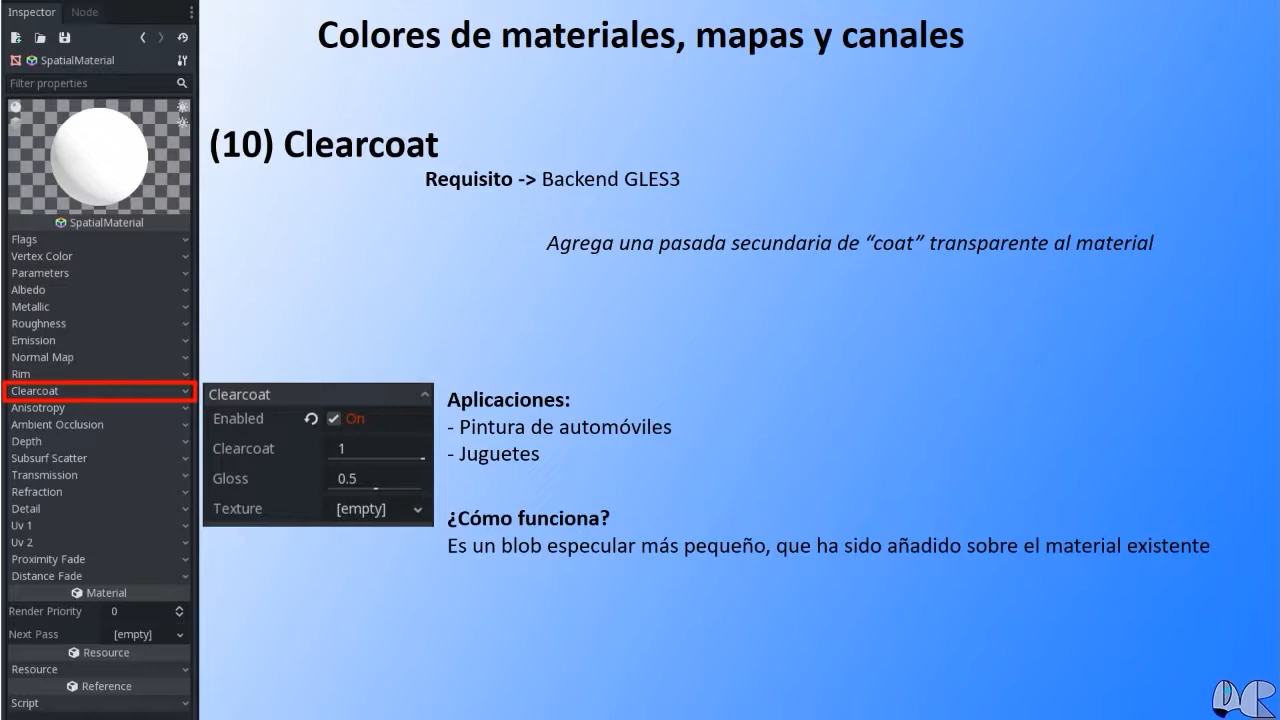 Inspector Node
SpatialMaterial
Filter properties
SpatialMaterial
Flags
Vertex Color
Parameters
Albedo
Metallic
Roughness
Emission
Normal Map
Rim
Clearcoat
Anisotropy
Ambient Occlusion
Depth
Subsurf Scatter
Transmission
Refraction
Detail
Uv 1
Uv 2
Proximity Fade
Distance Fade
Material
Render Priority 0
Next Pass [empty]
Resource
Resource
Reference
Script
Colores de materiales, mapas y canales
(10) Clearcoat
Requisito -> Backend GLES3
Agrega una pasada secundaria de “coat” transparente al material
Clearcoat
Enabled On
Clearcoat 1
Gloss 0.5
Texture [empty]
Aplicaciones:
- Pintura de automóviles
- Juguetes
¿Cómo funciona?
Es un blob especular más pequeño, que ha sido añadido sobre el material existente